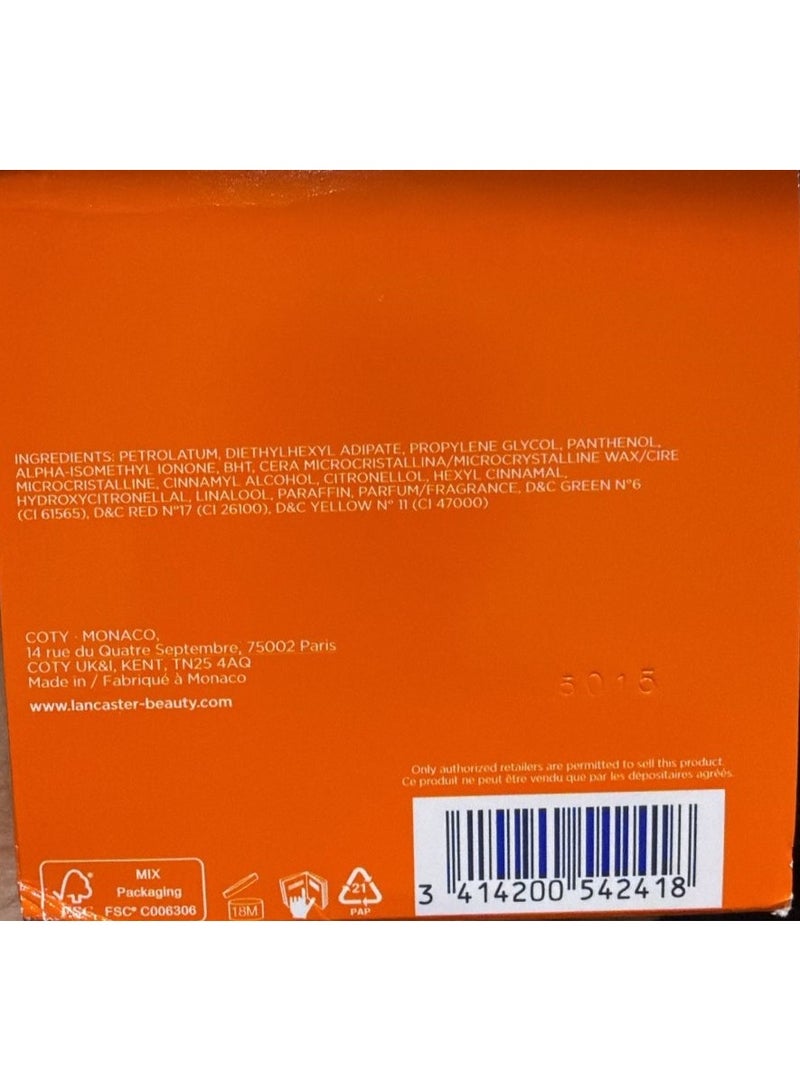 INGREDIENTS: PETROLATUM, DIETHYLHEXYL ADIPATE, PROPYLENE GLYCOL, PANTHENOL,
ALPHA-ISOMETHYL IONONE, BHT, CERA MICROCRISTALLINA/MICROCRYSTALLINE WAX/CIRE
MICROCRISTALLINE, CINNAMYL ALCOHOL, CITRONELLOL, HEXYL CINNAMAL,
HYDROXYCITRONELLAL, LINALOOL, PARAFFIN, PARFUM/FRAGRANCE, D&C GREEN N°6
(CI 61565), D&C RED N°17 (CI 26100), D&C YELLOW N° 11 (CI 47000)
COTY · MONACO,
14 rue du Quatre Septembre, 75002 Paris
COTY UK&I, KENT, TN25 4AQ
Made in / Fabriqué à Monaco
www.lancaster-beauty.com
5015
Only authorized retailers are permitted to sell this product.
Ce produit ne peut être vendu que par les dépositaires agréés.
MIX
Packaging
FSC FSC® C006306
18M
21
PAP
3 414200 542418